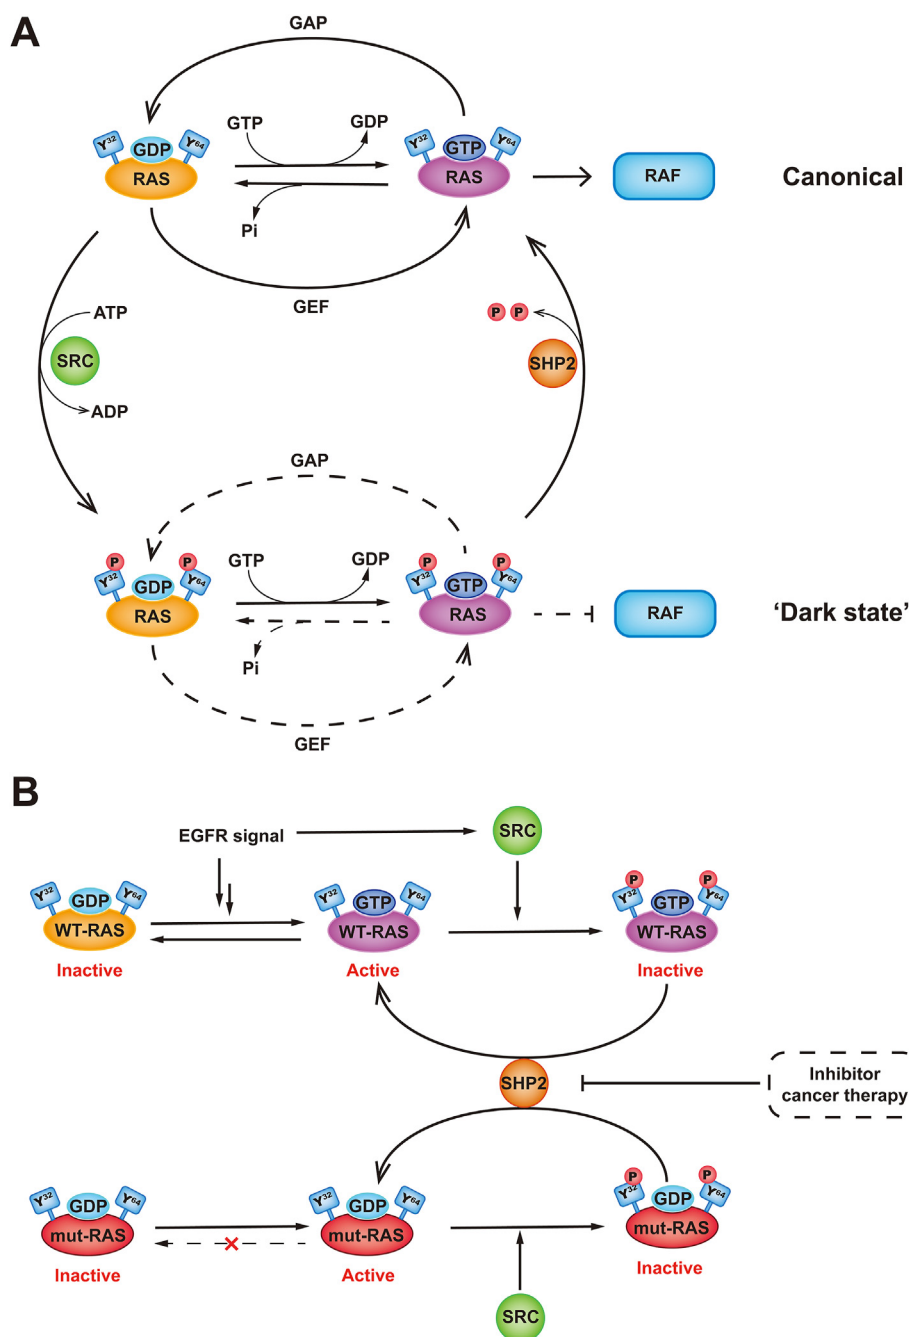 A
GAP
GTP
GDP
Y32
GDP
Y64
RAS
Y32
GTP
Y64
RAS
RAF
Canonical
Pi
GEF
ATP
SRC
ADP
P P
SHP2
GAP
P
P
Y32
GDP
Y64
RAS
GTP
GDP
P
P
Y32
GTP
Y64
RAS
RAF
‘Dark state’
Pi
GEF
B
EGFR signal
SRC
Y32
GDP
Y64
WT-RAS
Inactive
Y32
GTP
Y64
WT-RAS
Active
P
P
Y32
GTP
Y64
WT-RAS
Inactive
SHP2
Inhibitor
cancer therapy
Y32
GDP
Y64
mut-RAS
Inactive
Y32
GDP
Y64
mut-RAS
Active
P
P
Y32
GDP
Y64
mut-RAS
Inactive
SRC